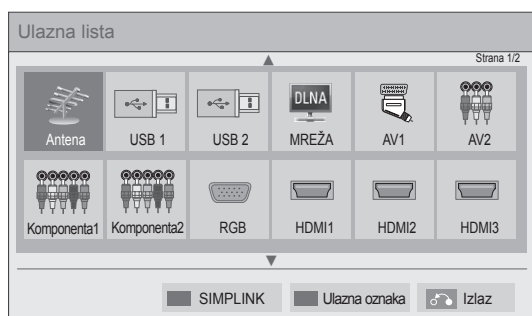 Ulazna lista
Strana 1/2
DLNA
Antena USB 1 USB 2 MREŽA AV1 AV2
Komponenta1 Komponenta2 RGB HDMI1 HDMI2 HDMI3
SIMPLINK Ulazna oznaka Izlaz